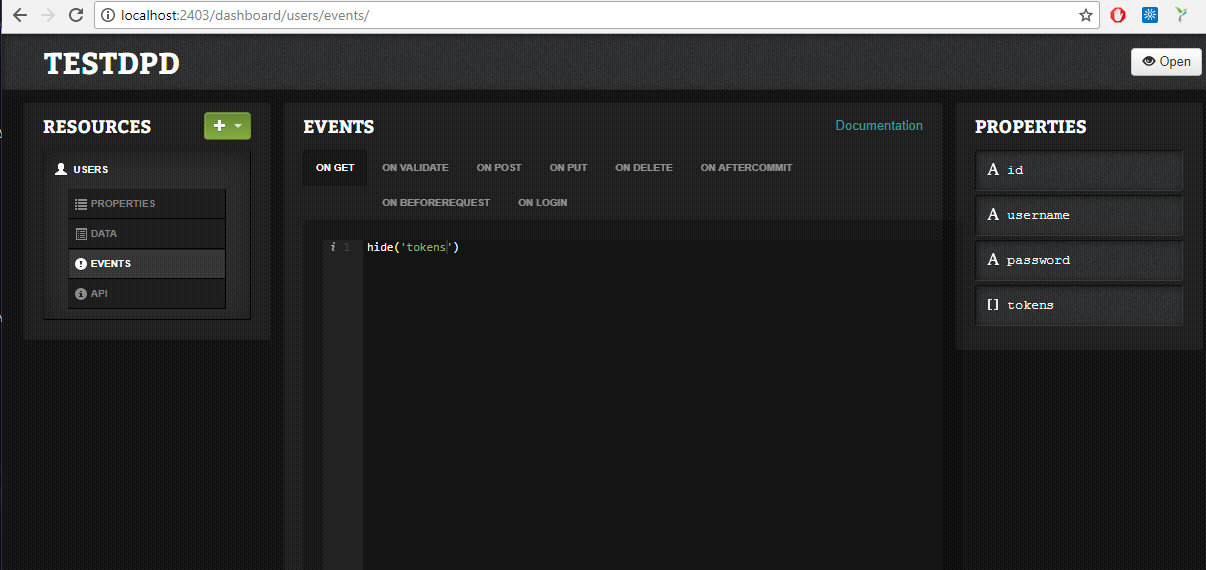 localhost:2403/dashboard/users/events/
TESTDPD
Open
RESOURCES
USERS
PROPERTIES
DATA
EVENTS
API
EVENTS
Documentation
ON GET ON VALIDATE ON POST ON PUT ON DELETE ON AFTERCOMMIT
ON BEFOREREQUEST ON LOGIN
i 1 hide('tokens')
PROPERTIES
A id
A username
A password
[] tokens